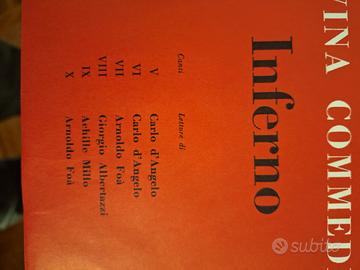 VINA COMMED
Inferno
Canti Letture di
V Carlo d'Angelo
VI Carlo d'Angelo
VII Arnoldo Foà
VIII Giorgio Albertazzi
IX Achille Millo
X Arnoldo Foà
subito